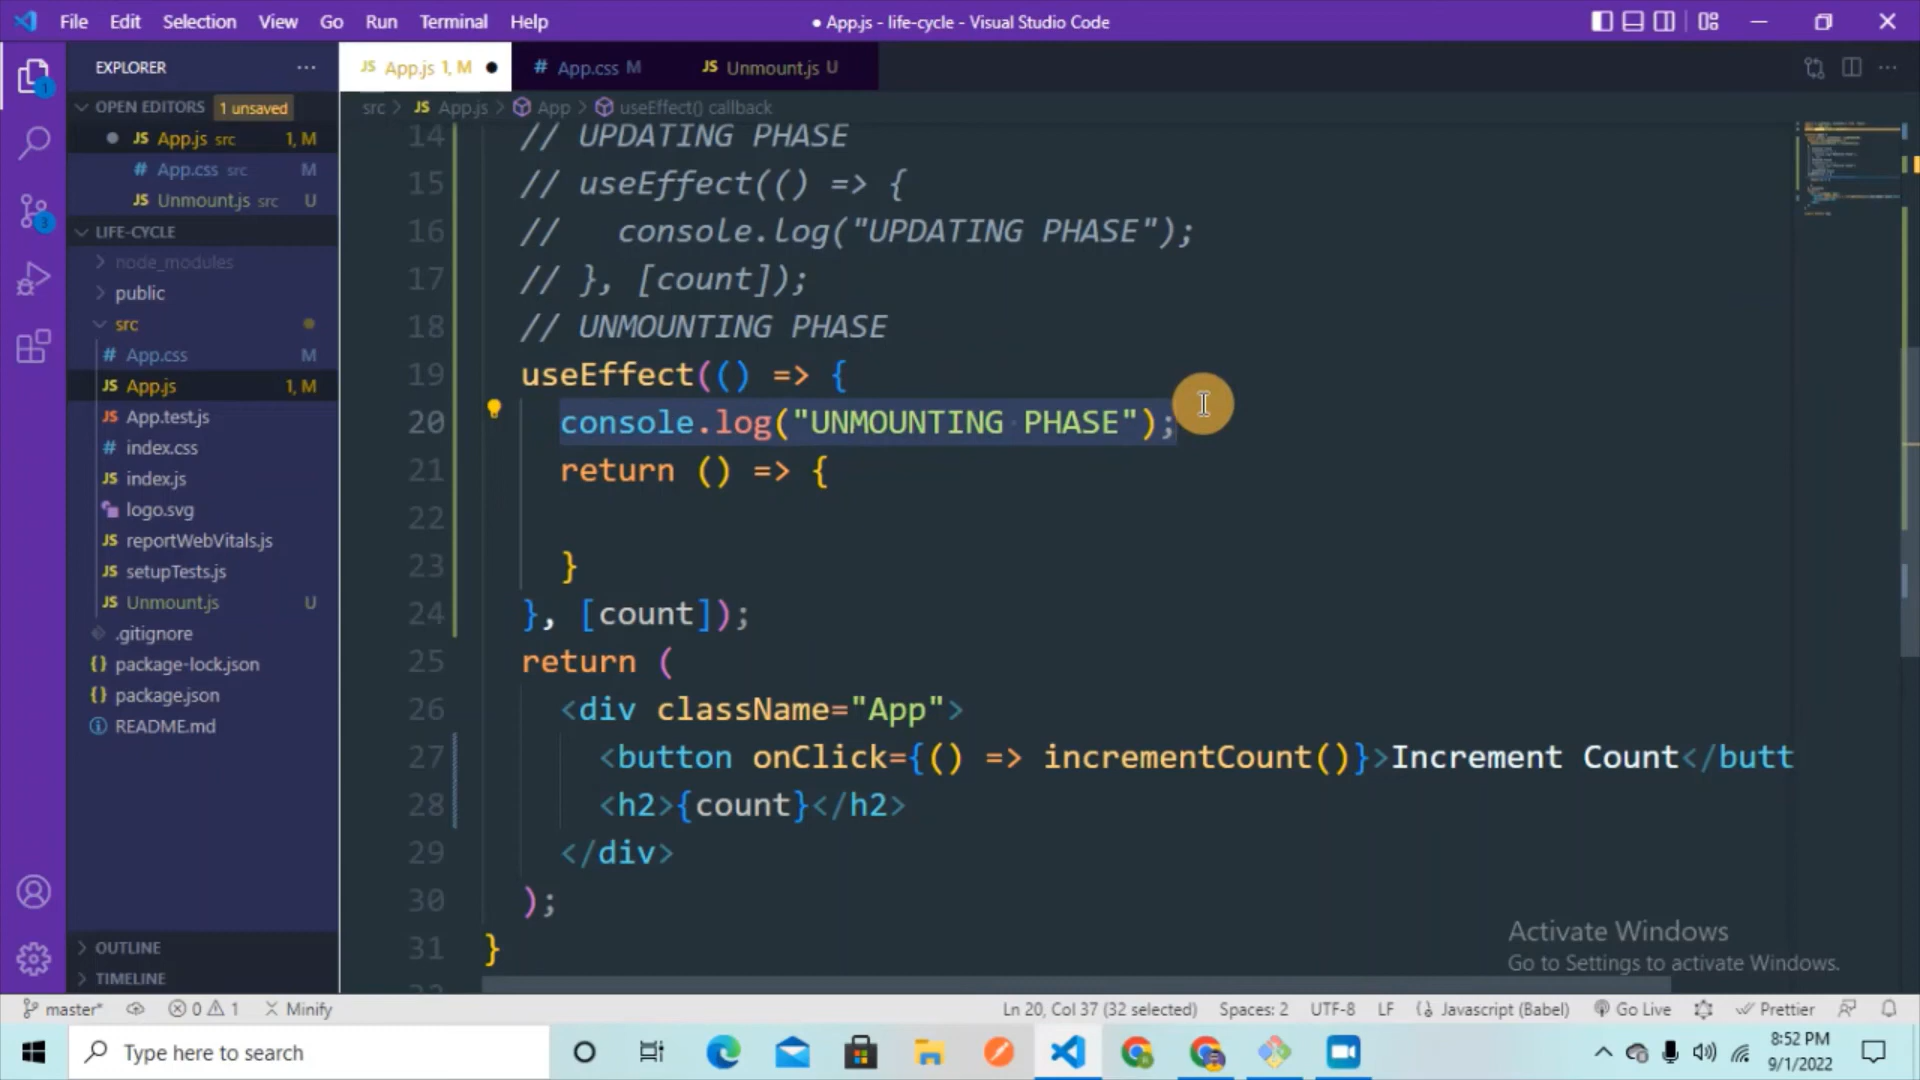 File Edit Selection View Go Run Terminal Help
● App.js - life-cycle - Visual Studio Code
EXPLORER
OPEN EDITORS 1 unsaved
JS App.js src 1, M
# App.css src M
JS Unmount.js src U
LIFE-CYCLE
node_modules
public
src
# App.css M
JS App.js 1, M
App.test.js
# index.css
JS index.js
logo.svg
JS reportWebVitals.js
JS setupTests.js
JS Unmount.js U
.gitignore
{} package-lock.json
{} package.json
README.md
OUTLINE
TIMELINE
JS App.js 1, M ●
# App.css M
JS Unmount.js U
src > JS App.js > App > useEffect() callback
14 // UPDATING PHASE
15 // useEffect(() => {
16 //   console.log("UPDATING PHASE");
17 // }, [count]);
18 // UNMOUNTING PHASE
19 useEffect(() => {
20 console.log("UNMOUNTING PHASE");
21 return () => {
22
23 }
24 }, [count]);
25 return (
26 <div className="App">
27 <button onClick={() => incrementCount()}>Increment Count</butt
28 <h2>{count}</h2>
29 </div>
30 );
31 }
Activate Windows
Go to Settings to activate Windows.
master* 0 1 Minify
Ln 20, Col 37 (32 selected) Spaces: 2 UTF-8 LF Javascript (Babel) Go Live Prettier
Type here to search
8:52 PM
9/1/2022